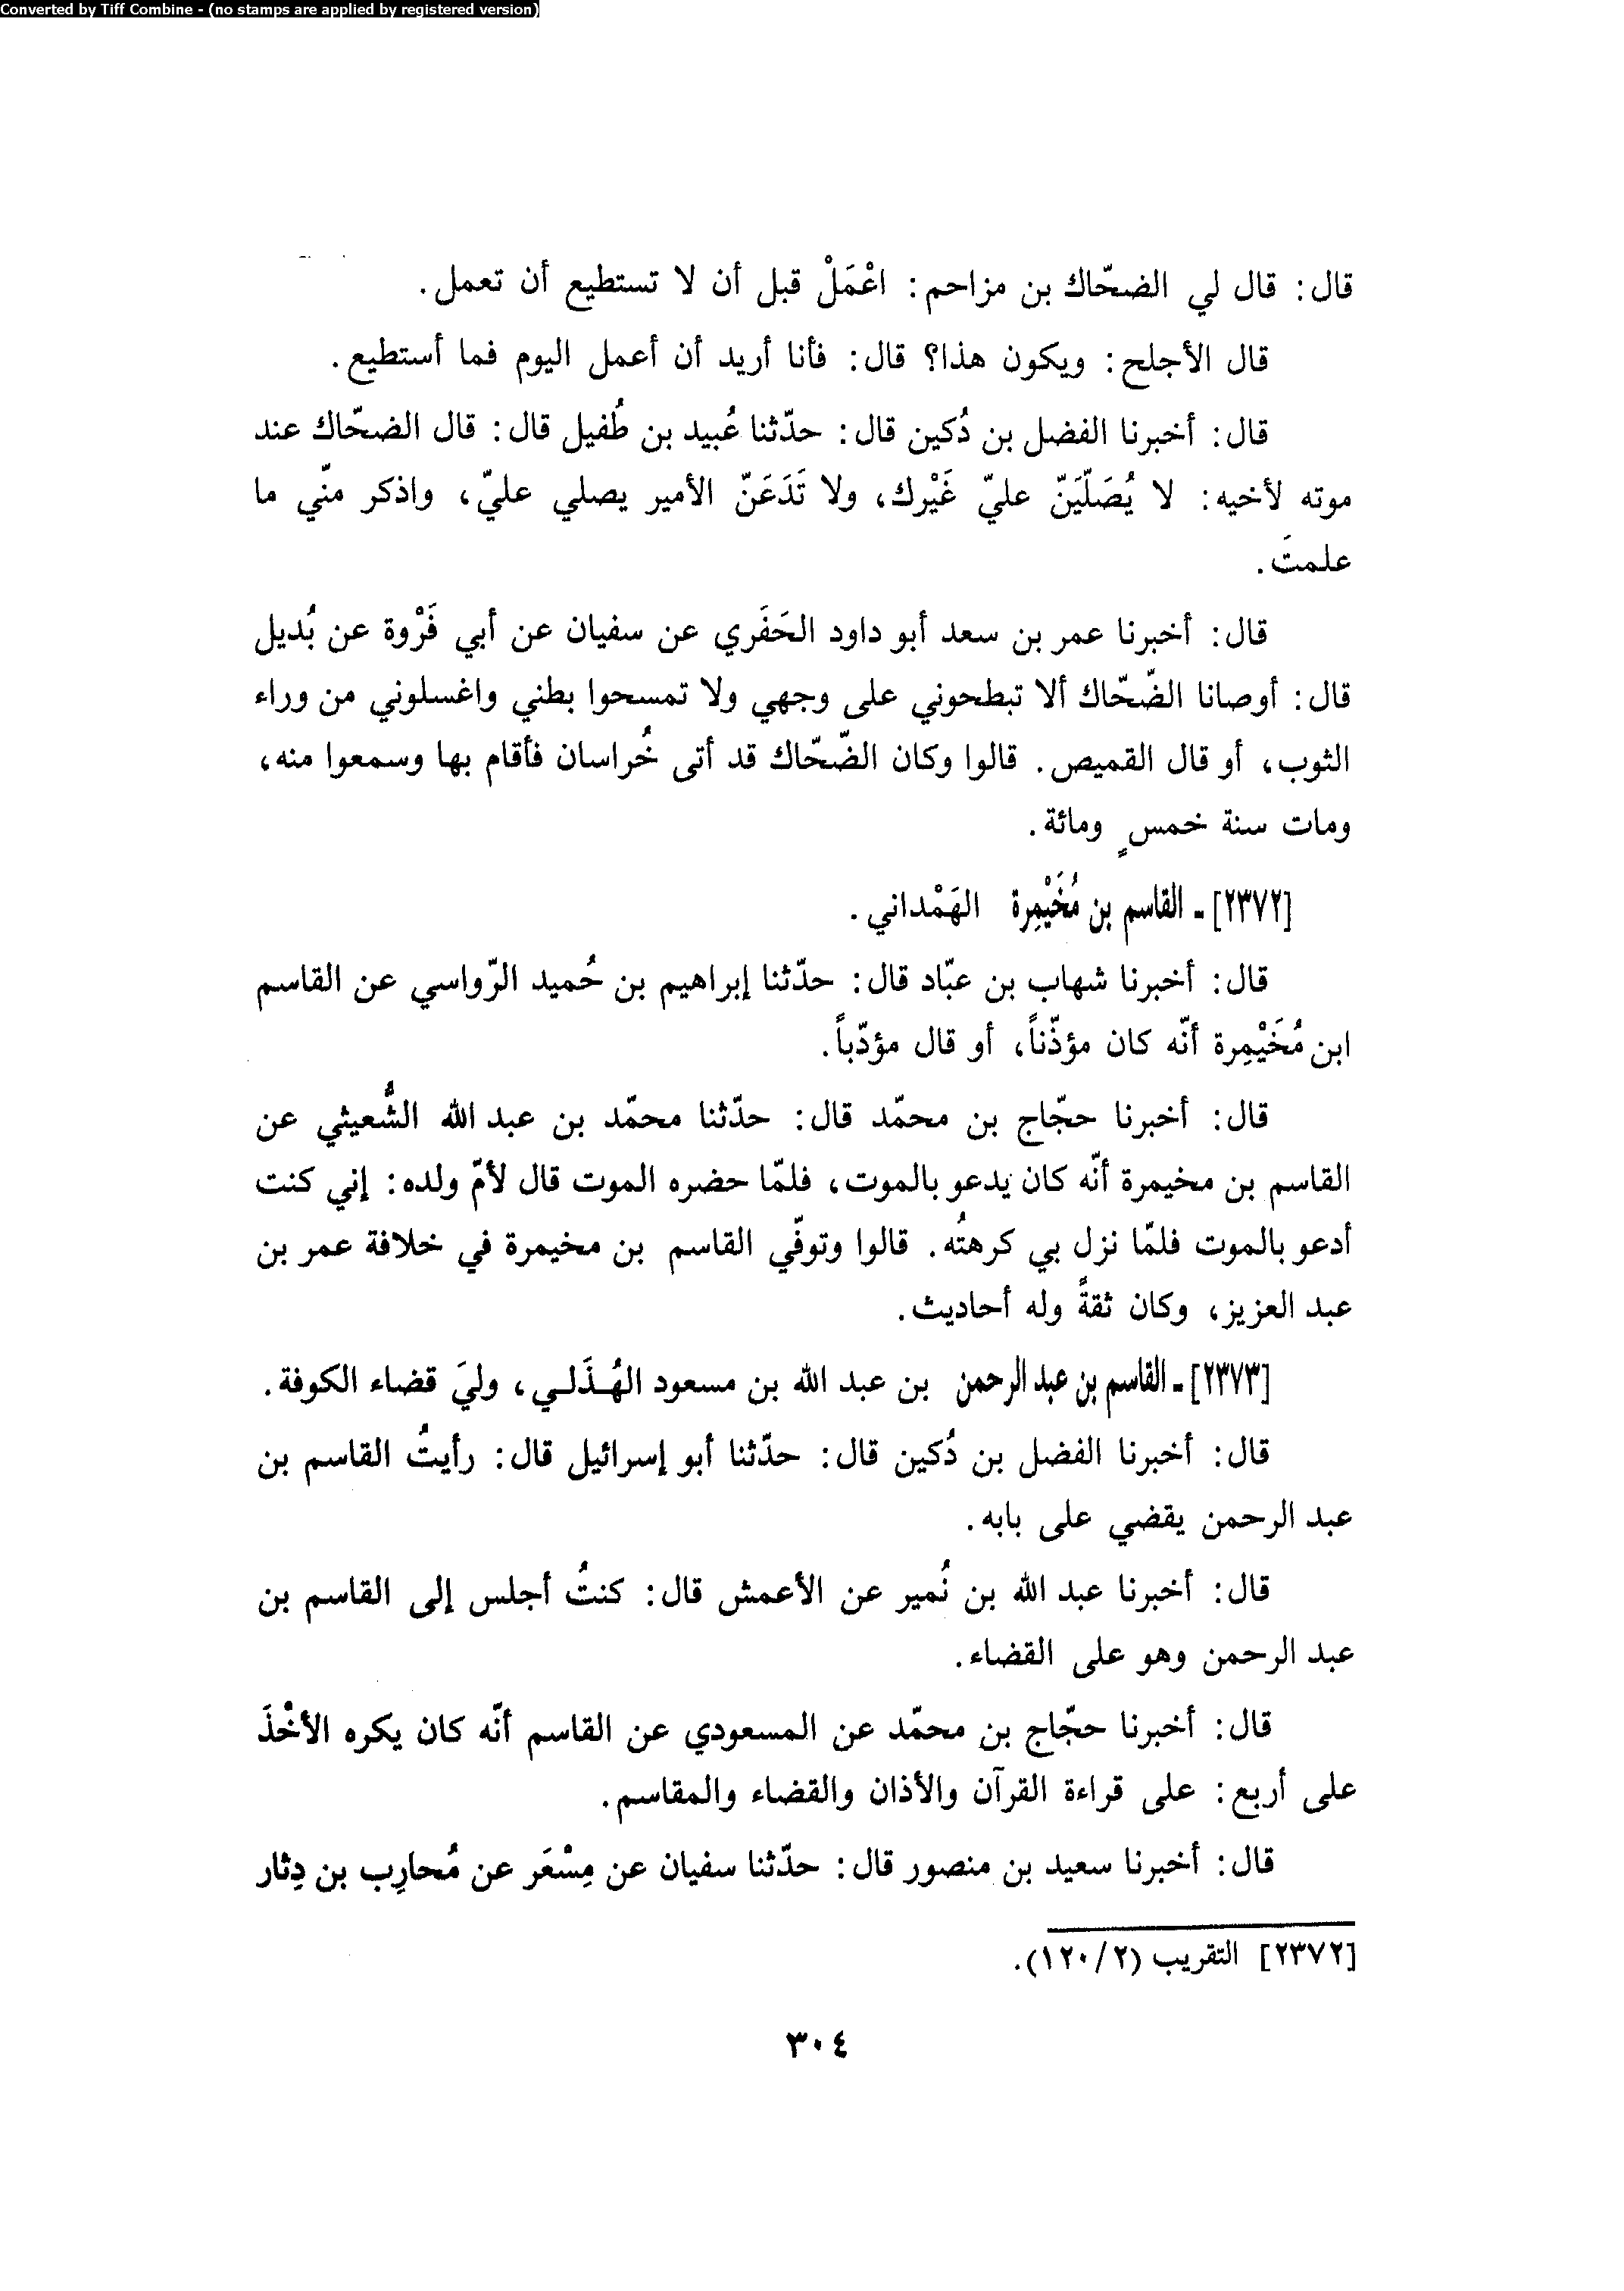 Converted by Tiff Combine - (no stamps are applied by registered version)
قال: قال لي الضحّاك بن مزاحم: اعْمَلْ قبل أن لا تستطيع أن تعمل.
قال الأجلح: ويكون هذا؟ قال: فأنا أريد أن أعمل اليوم فما أستطيع.
قال: أخبرنا الفضل بن دُكين قال: حدّثنا عُبيد بن طُفيل قال: قال الضحّاك عند
موته لأخيه: لا يُصَلّيَنّ عليّ غَيْرك، ولا تَدَعَنّ الأمير يصلي عليّ، واذكر منّي ما
علمتَ.
قال: أخبرنا عمر بن سعد أبو داود الحَفَري عن سفيان عن أبي فَرْوة عن بُديل
قال: أوصانا الضّحّاك ألا تبطحوني على وجهي ولا تمسحوا بطني واغسلوني من وراء
الثوب، أو قال القميص. قالوا وكان الضّحّاك قد أتى خُراسان فأقام بها وسمعوا منه،
ومات سنة خمسٍ ومائة.
[٢٣٧٢] ـ القاسم بن مُخَيْمِرة الهَمْداني.
قال: أخبرنا شهاب بن عبّاد قال: حدّثنا إبراهيم بن حُميد الرّواسي عن القاسم
ابن مُخَيْمِرة أنّه كان مؤذّناً، أو قال مؤدّباً.
قال: أخبرنا حجّاج بن محمّد قال: حدّثنا محمّد بن عبد الله الشُّعيثي عن
القاسم بن مخيمرة أنّه كان يدعو بالموت، فلمّا حضره الموت قال لأمّ ولده: إني كنت
أدعو بالموت فلمّا نزل بي كرهتُه. قالوا وتوفّي القاسم بن مخيمرة في خلافة عمر بن
عبد العزيز، وكان ثقةً وله أحاديث.
[٢٣٧٣] ـ القاسم بن عبد الرحمن بن عبد الله بن مسعود الهُذَلي، وليَ قضاء الكوفة.
قال: أخبرنا الفضل بن دُكين قال: حدّثنا أبو إسرائيل قال: رأيتُ القاسم بن
عبد الرحمن يقضي على بابه.
قال: أخبرنا عبد الله بن نُمير عن الأعمش قال: كنتُ أجلس إلى القاسم بن
عبد الرحمن وهو على القضاء.
قال: أخبرنا حجّاج بن محمّد عن المسعودي عن القاسم أنّه كان يكره الأخْذَ
على أربع: على قراءة القرآن والأذان والقضاء والمقاسم.
قال: أخبرنا سعيد بن منصور قال: حدّثنا سفيان عن مِسْعَر عن مُحارِب بن دِثار
[٢٣٧٢] التقريب (٢/ ١٢٠).
٣٠٤